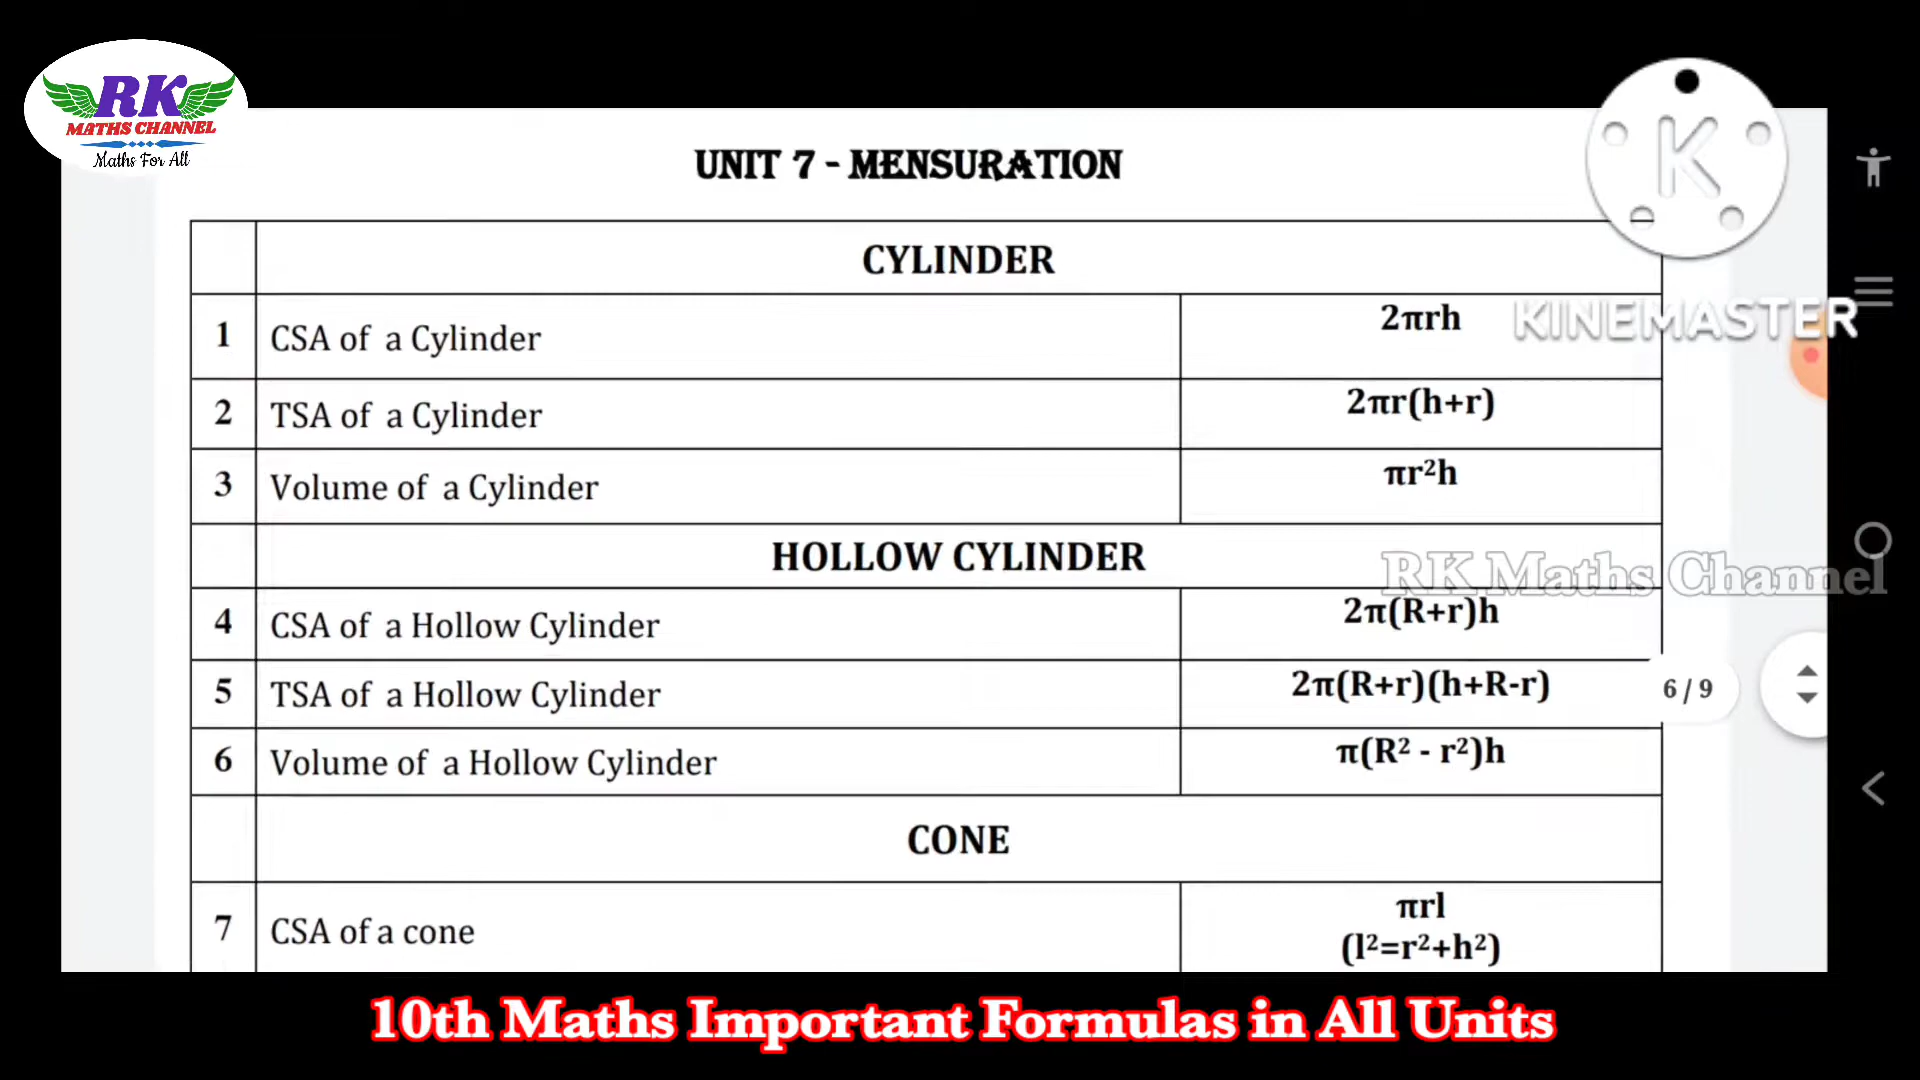 RK
MATHS CHANNEL
Maths For All
K
UNIT 7 - MENSURATION
CYLINDER
1 CSA of a Cylinder 2πrh
KINEMASTER
2 TSA of a Cylinder 2πr(h+r)
3 Volume of a Cylinder πr²h
HOLLOW CYLINDER
RK Maths Channel
4 CSA of a Hollow Cylinder 2π(R+r)h
5 TSA of a Hollow Cylinder 2π(R+r)(h+R-r)
6 / 9
6 Volume of a Hollow Cylinder π(R² - r²)h
CONE
7 CSA of a cone πrl
(l²=r²+h²)
10th Maths Important Formulas in All Units